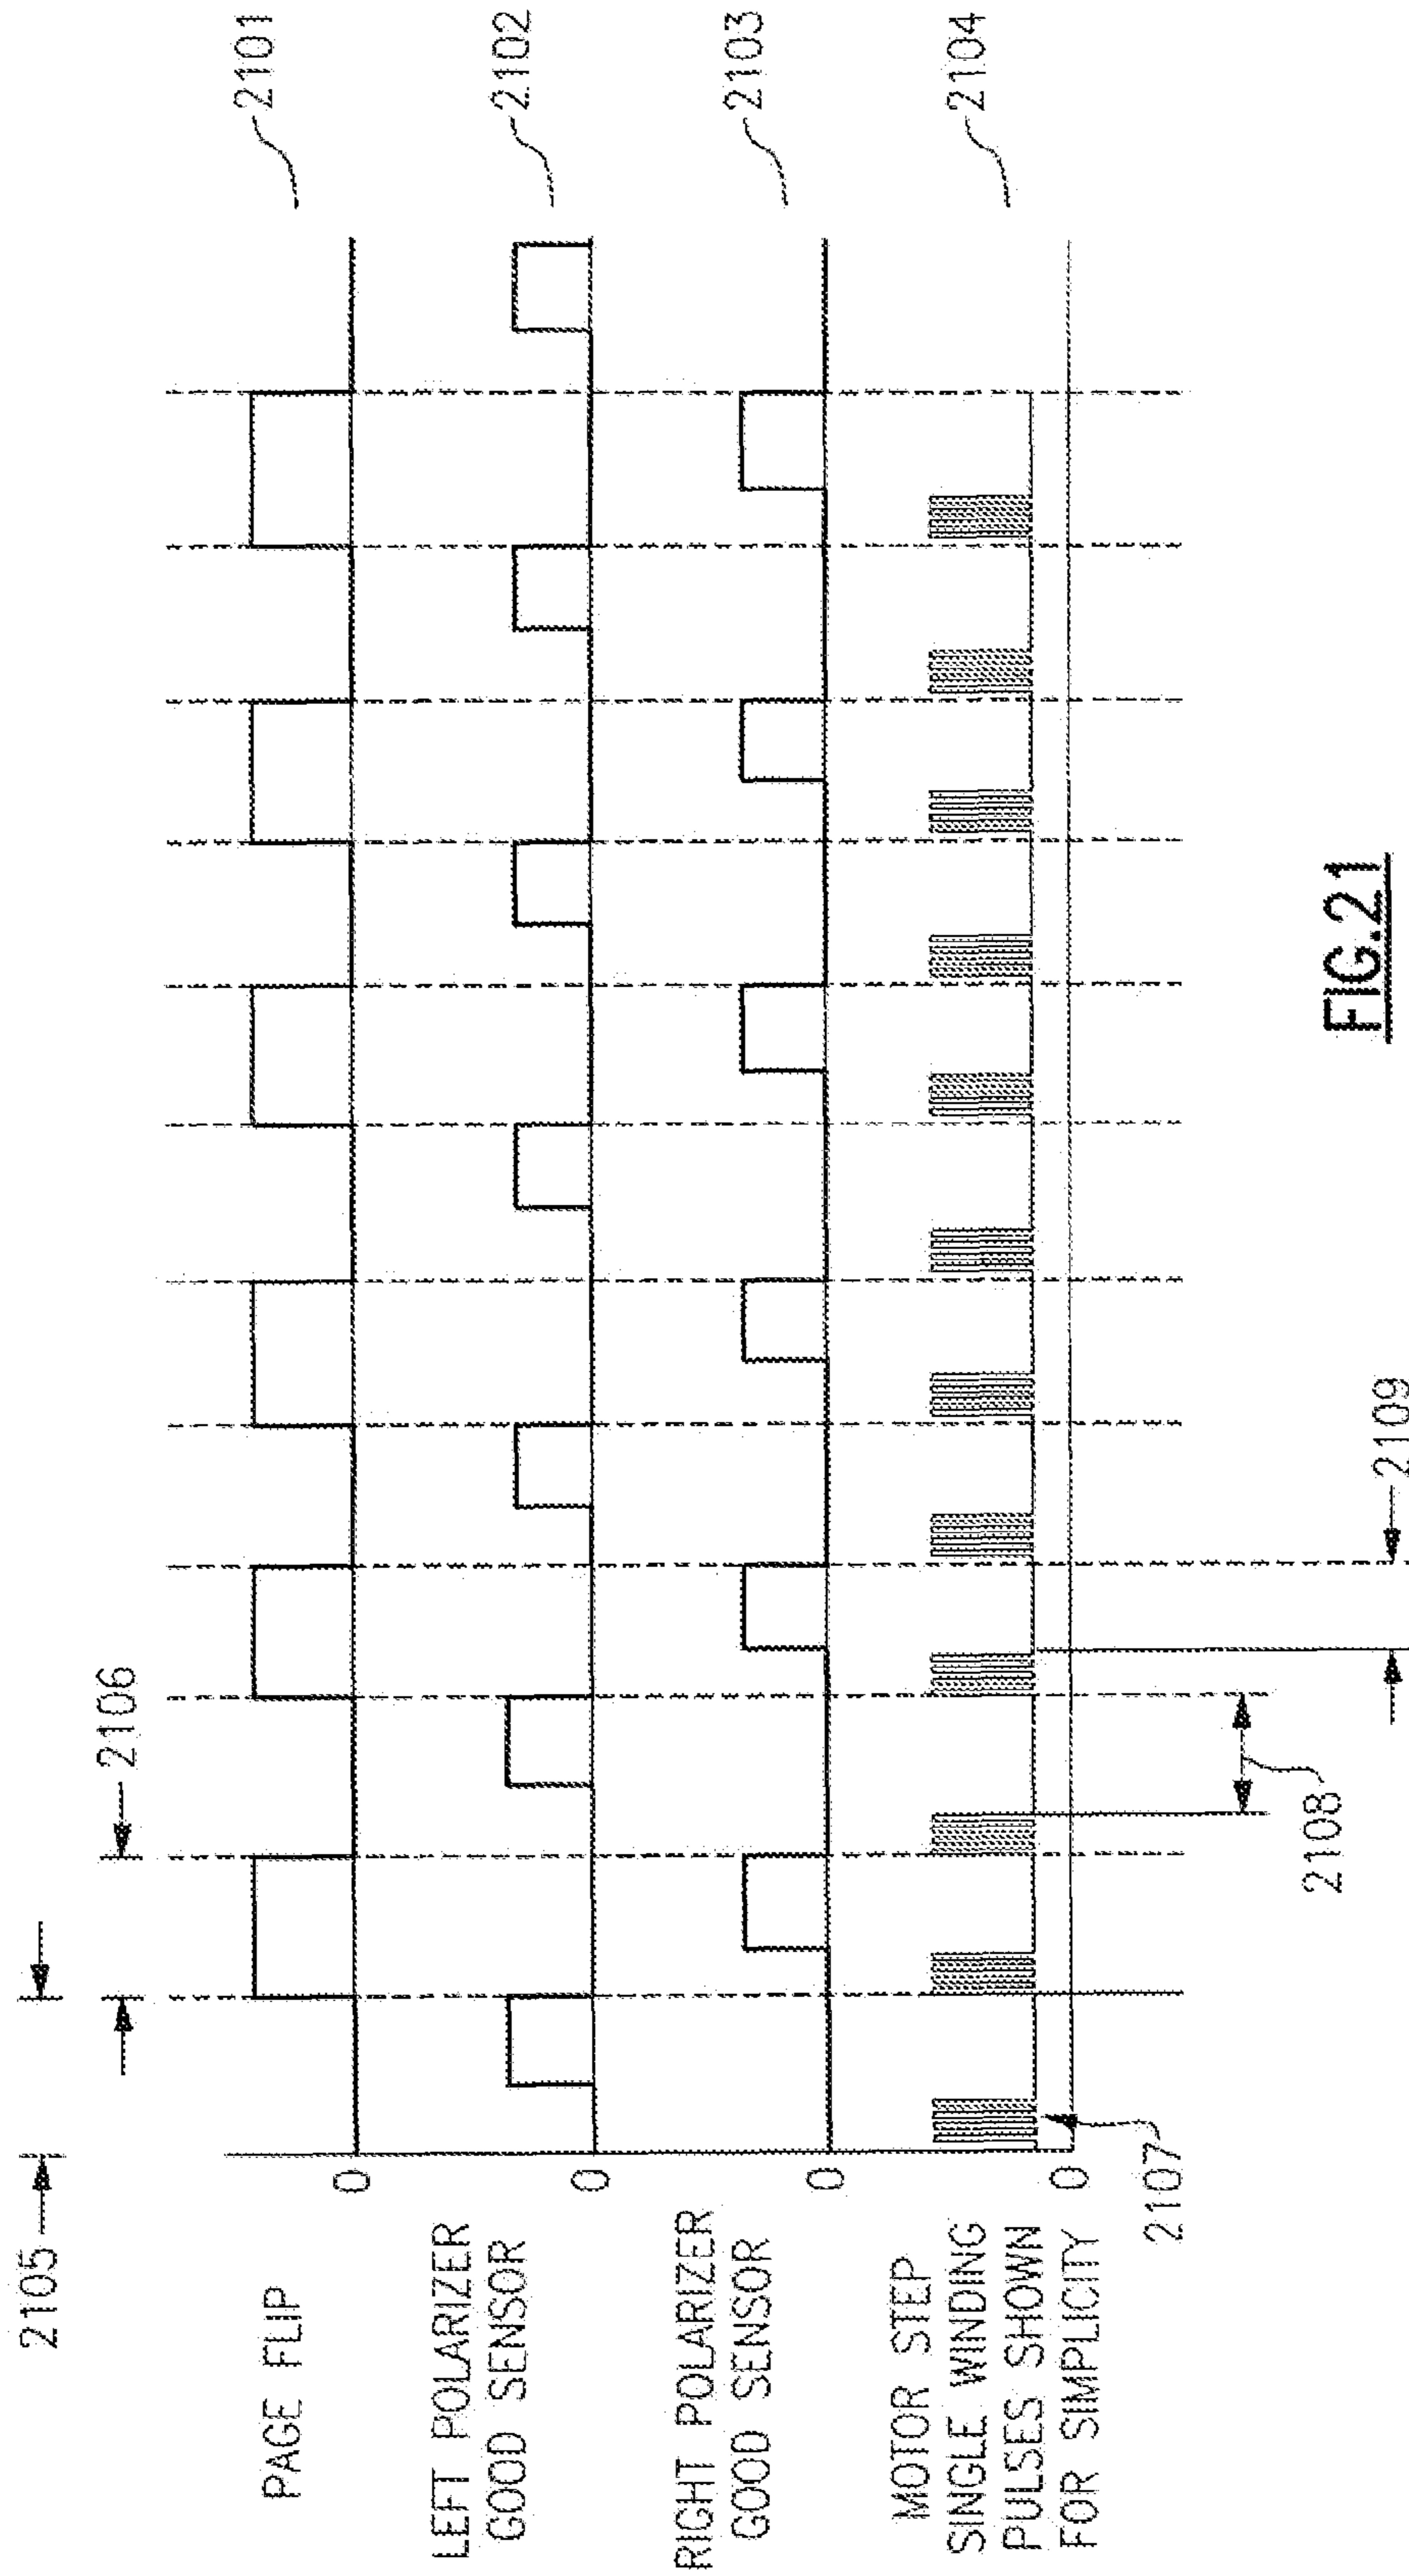 2105
2106
PAGE FLIP
0
2101
LEFT POLARIZER
GOOD SENSOR
0
2102
RIGHT POLARIZER
GOOD SENSOR
0
2103
MOTOR STEP
SINGLE WINDING
PULSES SHOWN
FOR SIMPLICITY
0
2104
2107
2108
2109
FIG.21